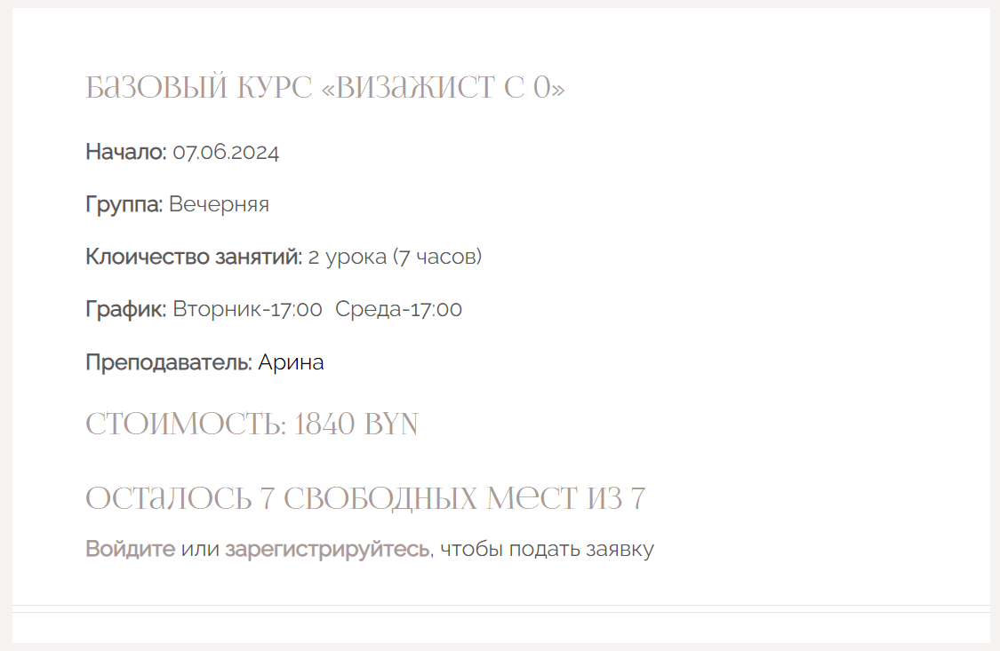 БАЗОВЫЙ КУРС «ВИЗАЖИСТ С 0»
Начало: 07.06.2024
Группа: Вечерняя
Клоичество занятий: 2 урока (7 часов)
График: Вторник-17:00 Среда-17:00
Преподаватель: Арина
СТОИМОСТЬ: 1840 BYN
ОСТАЛОСЬ 7 СВОБОДНЫХ МЕСТ ИЗ 7
Войдите или зарегистрируйтесь, чтобы подать заявку